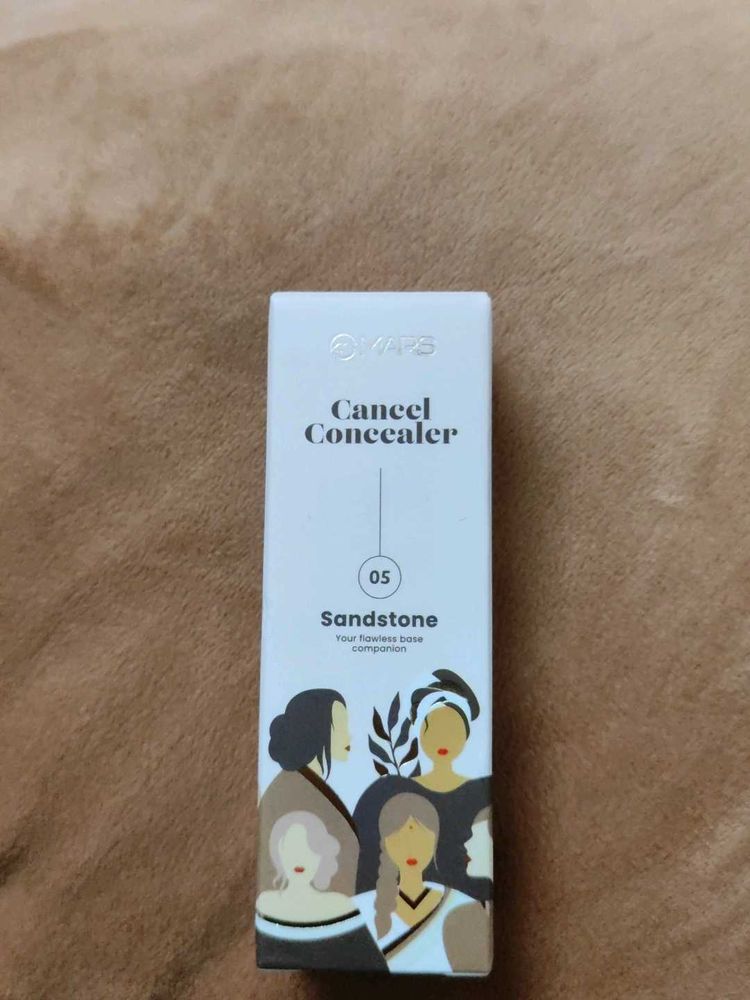 MARS
Cancel
Concealer
05
Sandstone
Your flawless base
companion